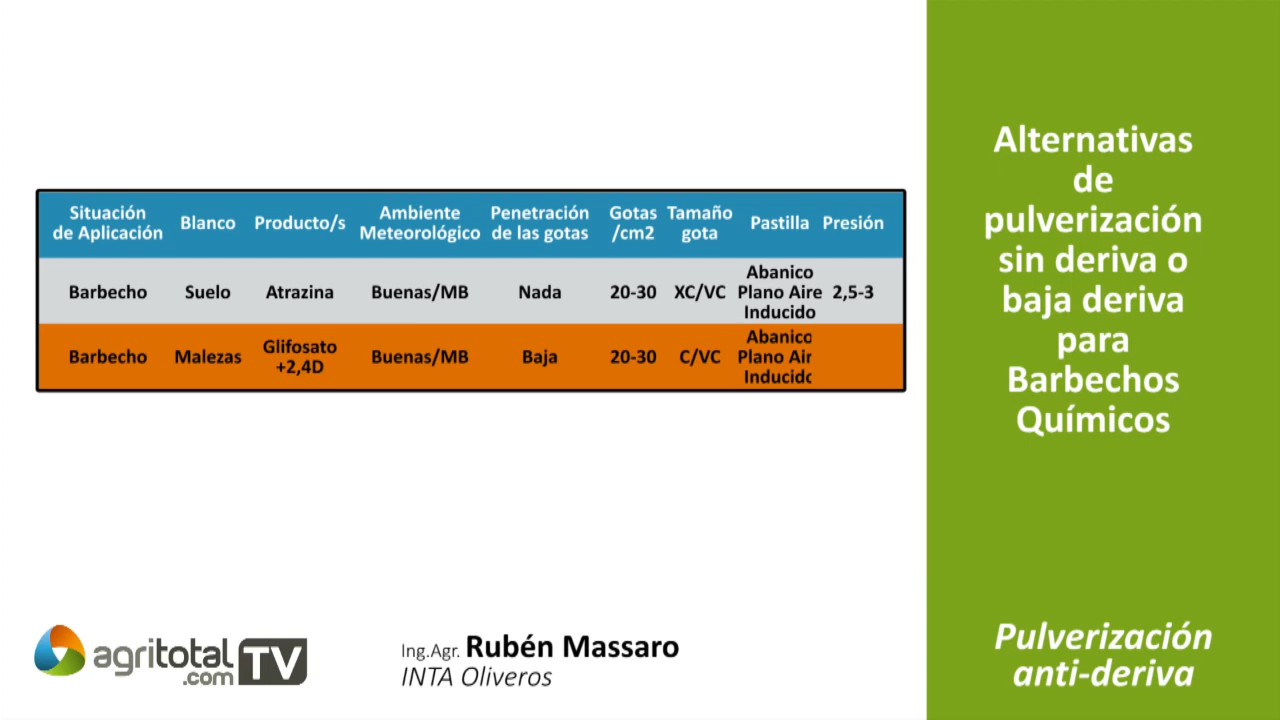 Alternativas
de
pulverización
sin deriva o
baja deriva
para
Barbechos
Químicos
Situación
de Aplicación
Blanco
Producto/s
Ambiente
Meteorológico
Penetración
de las gotas
Gotas
/cm2
Tamaño
gota
Pastilla
Presión
Barbecho
Suelo
Atrazina
Buenas/MB
Nada
20-30
XC/VC
Abanico
Plano Aire
Inducido
2,5-3
Barbecho
Malezas
Glifosato
+2,4D
Buenas/MB
Baja
20-30
C/VC
Abanico
Plano Air
Inducido
agritotal
.com
TV
Ing.Agr. Rubén Massaro
INTA Oliveros
Pulverización
anti-deriva